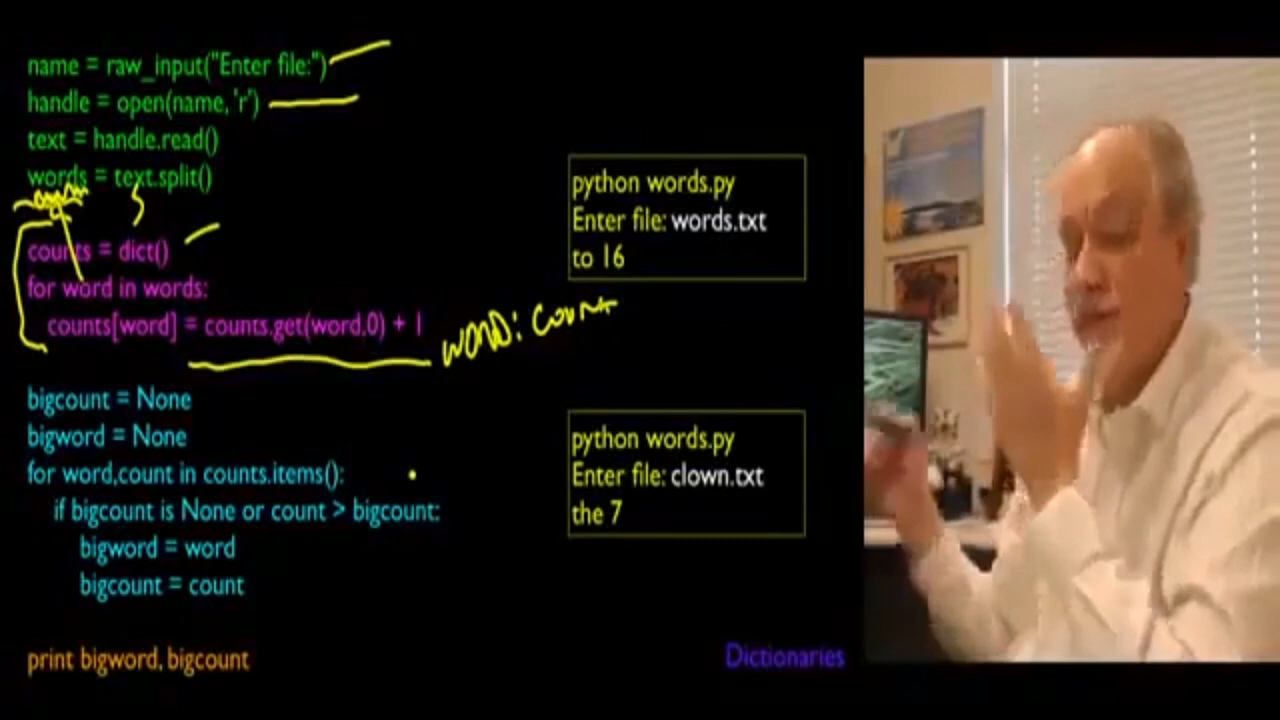 name = raw_input("Enter file:")
handle = open(name, 'r')
text = handle.read()
words = text.split()
counts = dict()
for word in words:
counts[word] = counts.get(word,0) + 1
word: count
bigcount = None
bigword = None
for word,count in counts.items():
if bigcount is None or count > bigcount:
bigword = word
bigcount = count
print bigword, bigcount
python words.py
Enter file: words.txt
to 16
python words.py
Enter file: clown.txt
the 7
Dictionaries